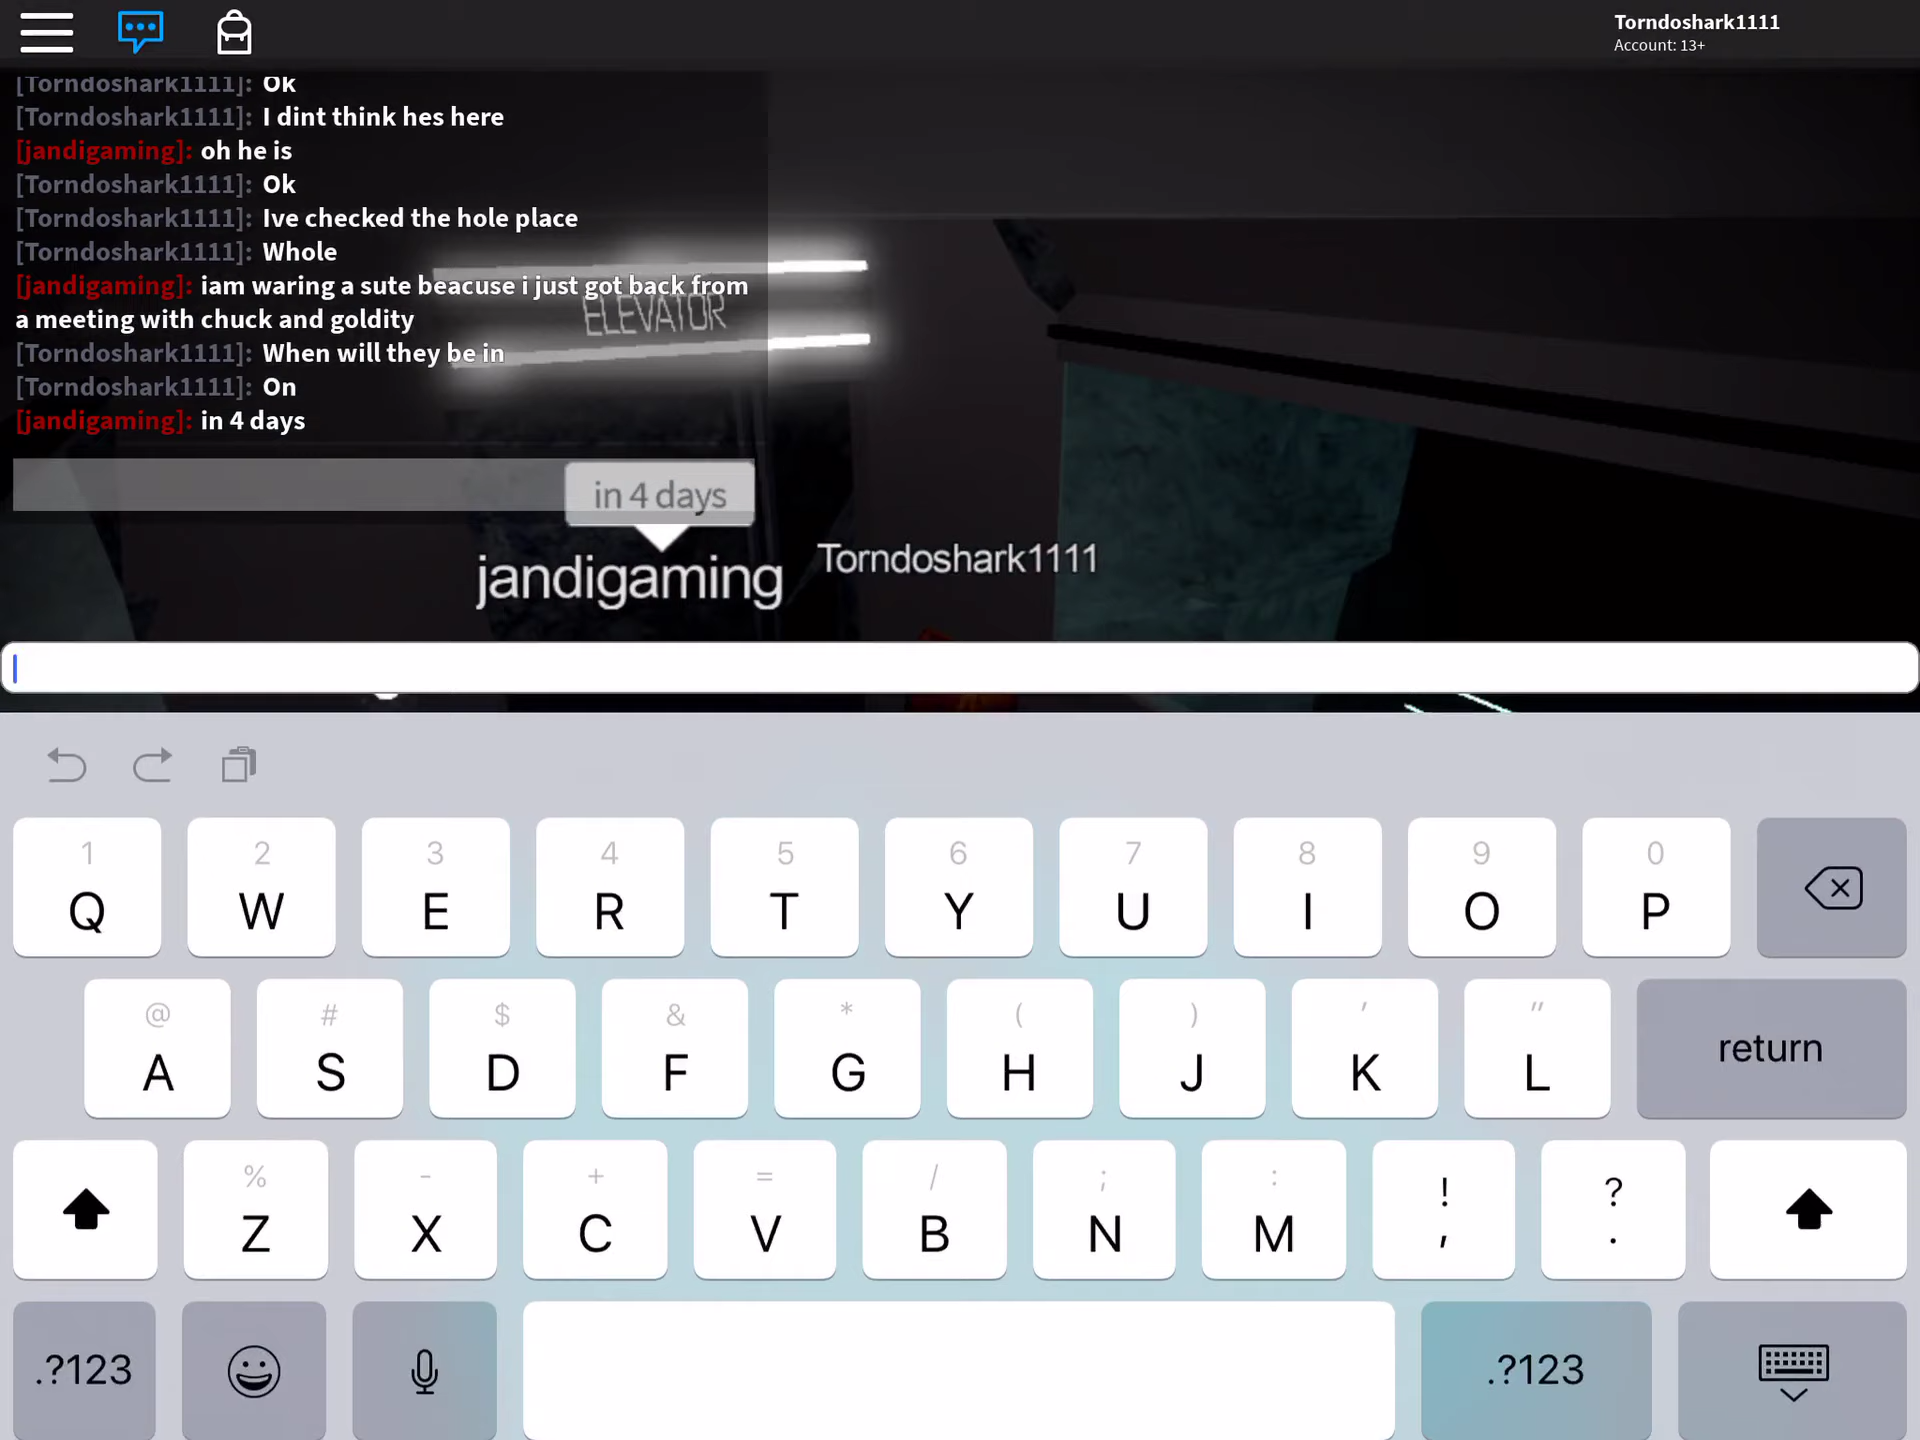 Torndoshark1111
Account: 13+
[Torndoshark1111]: Ok
[Torndoshark1111]: I dint think hes here
[jandigaming]: oh he is
[Torndoshark1111]: Ok
[Torndoshark1111]: Ive checked the hole place
[Torndoshark1111]: Whole
[jandigaming]: iam waring a sute beacuse i just got back from
a meeting with chuck and goldity
[Torndoshark1111]: When will they be in
[Torndoshark1111]: On
[jandigaming]: in 4 days
ELEVATOR
in 4 days
jandigaming
Torndoshark1111
1 2 3 4 5 6 7 8 9 0
Q W E R T Y U I O P
@ # $ & * ( ) ' "
A S D F G H J K L return
% - + = / ; : ! ?
Z X C V B N M , .
.?123 .?123